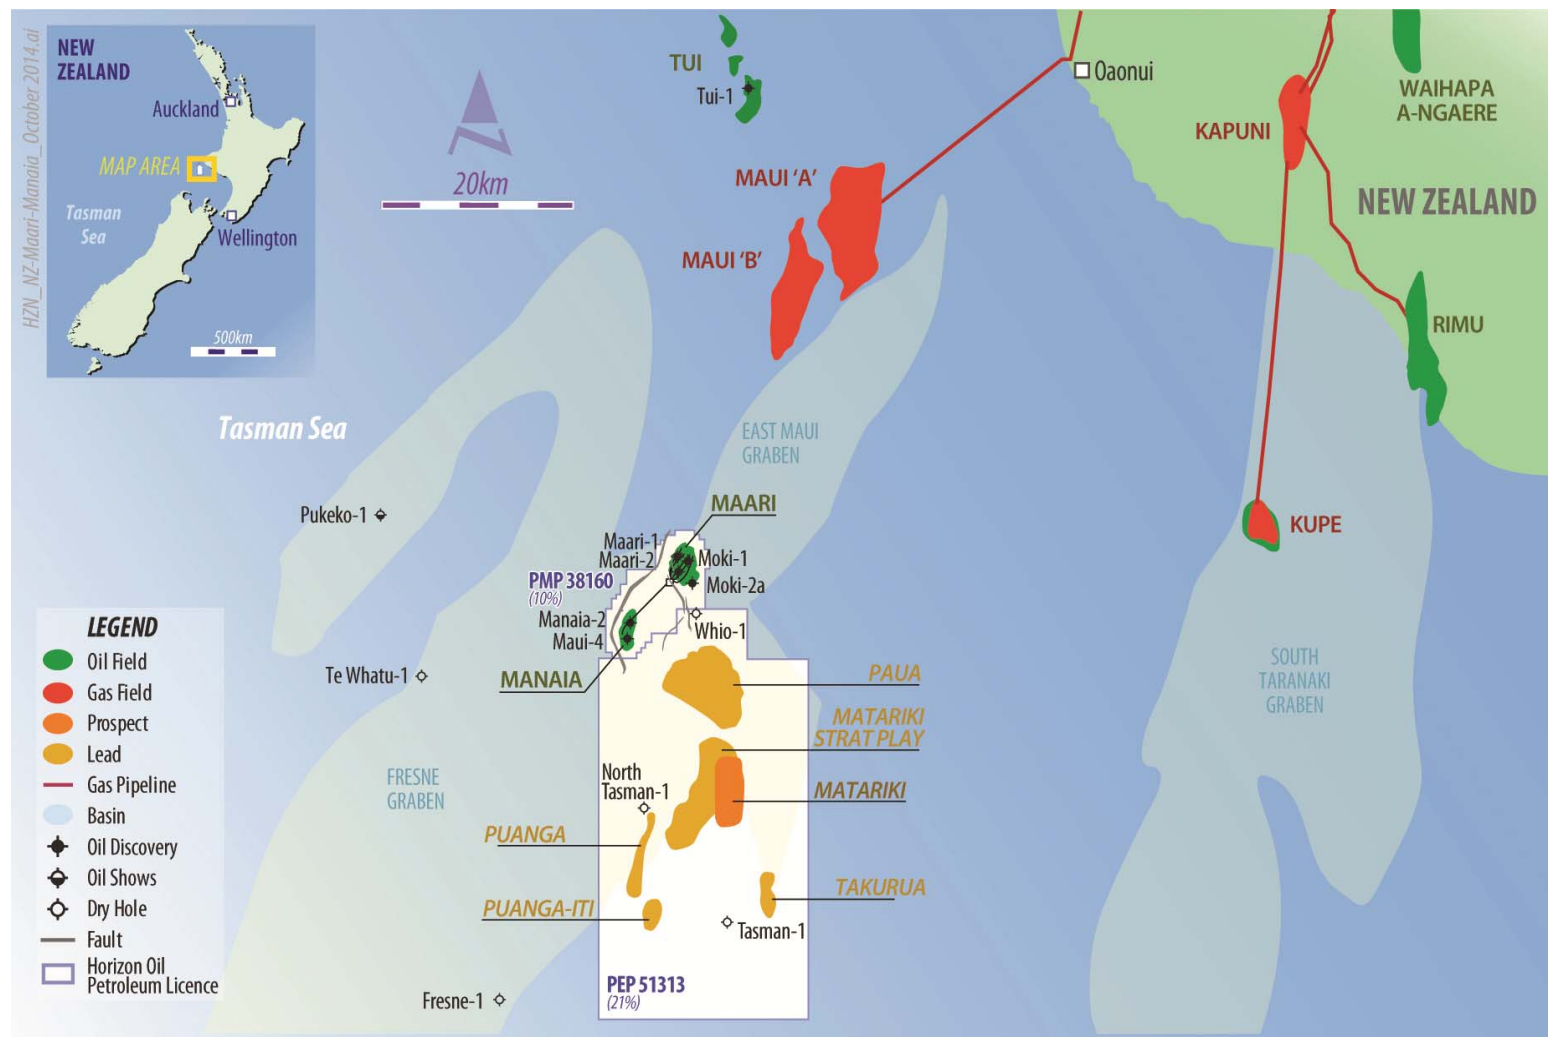 HZN_NZ-Maari-Manaia_October 2014.ai
NEW
ZEALAND
Auckland
MAP AREA
Tasman
Sea
Wellington
500km
20km
TUI
Tui-1
Oaonui
WAIHAPA
A-NGAERE
KAPUNI
MAUI 'A'
NEW ZEALAND
MAUI 'B'
RIMU
Tasman Sea
EAST MAUI
GRABEN
MAARI
Pukeko-1
KUPE
Maari-1
Maari-2
Moki-1
PMP 38160
(10%)
Moki-2a
Manaia-2
Maui-4
Whio-1
Te Whatu-1
MANAIA
PAUA
SOUTH
TARANAKI
GRABEN
MATARIKI
STRAT PLAY
FRESNE
GRABEN
North
Tasman-1
MATARIKI
PUANGA
TAKURUA
PUANGA-ITI
Tasman-1
PEP 51313
(21%)
Fresne-1
LEGEND
Oil Field
Gas Field
Prospect
Lead
Gas Pipeline
Basin
Oil Discovery
Oil Shows
Dry Hole
Fault
Horizon Oil
Petroleum Licence